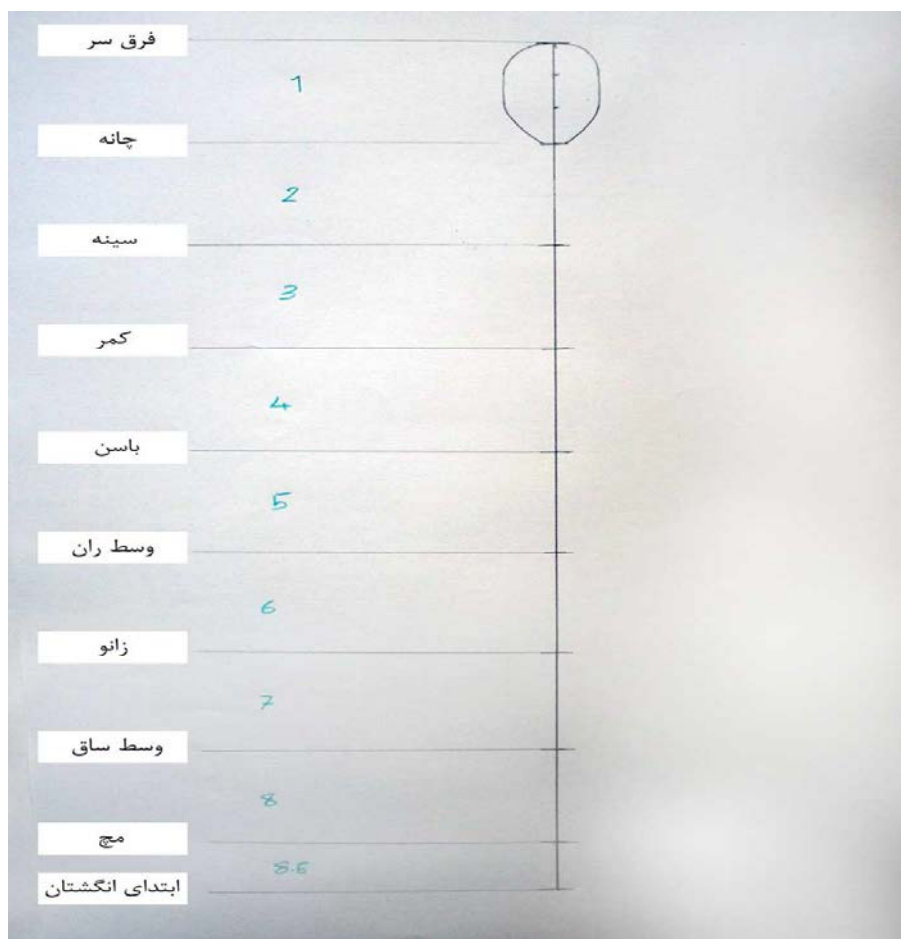 فرق سر
1
چانه
2
سینه
3
کمر
4
باسن
5
وسط ران
6
زانو
7
وسط ساق
8
مچ
8.5
ابتدای انگشتان